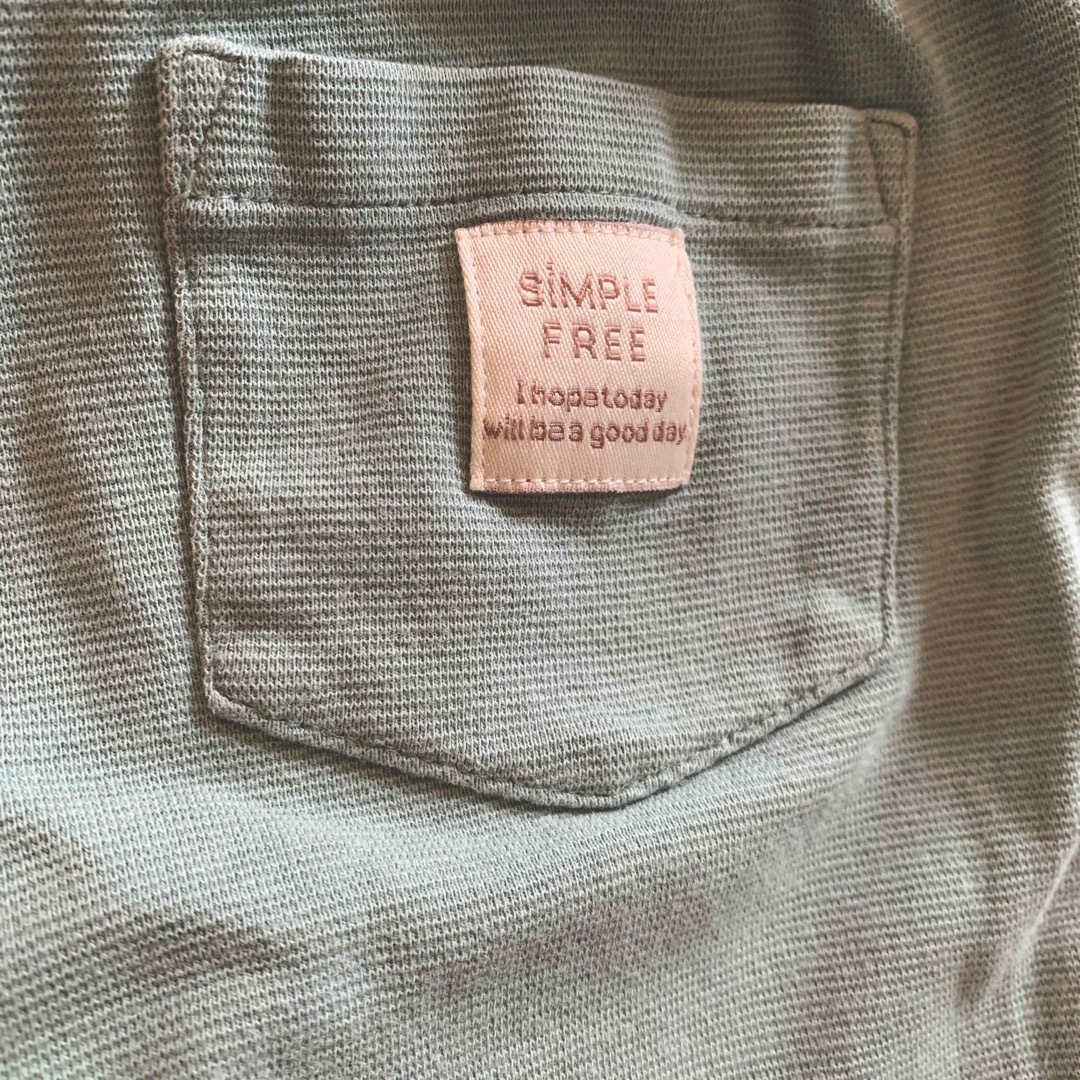 SiMPLE
FREE
I hope today
will be a good day